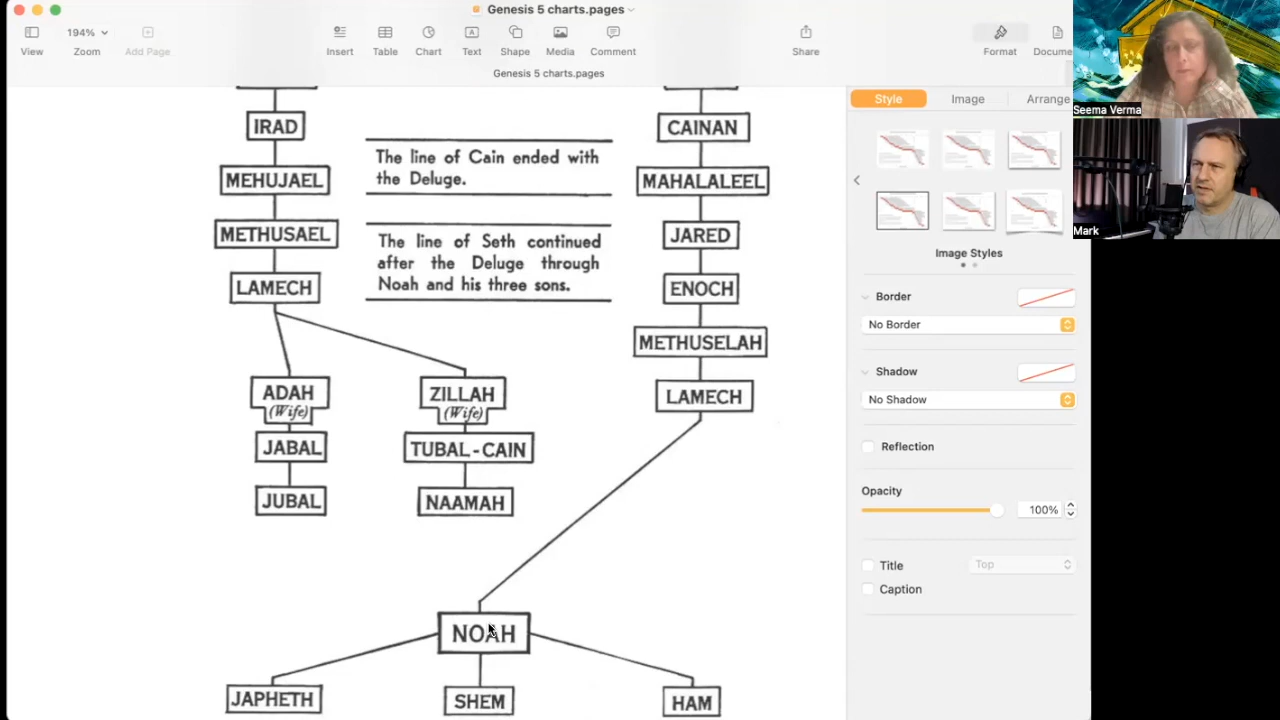 Genesis 5 charts.pages
194%
View
Zoom
Add Page
Insert
Table
Chart
Text
Shape
Media
Comment
Share
Format
Genesis 5 charts.pages
Seema Verma
Mark
Style
Image
Arrange
Image Styles
Border
No Border
Shadow
No Shadow
Reflection
Opacity
100%
Title
Top
Caption
IRAD
MEHUJAEL
METHUSAEL
LAMECH
The line of Cain ended with
the Deluge.
The line of Seth continued
after the Deluge through
Noah and his three sons.
CAINAN
MAHALALEEL
JARED
ENOCH
METHUSELAH
LAMECH
ADAH
(Wife)
JABAL
JUBAL
ZILLAH
(Wife)
TUBAL-CAIN
NAAMAH
NOAH
JAPHETH
SHEM
HAM